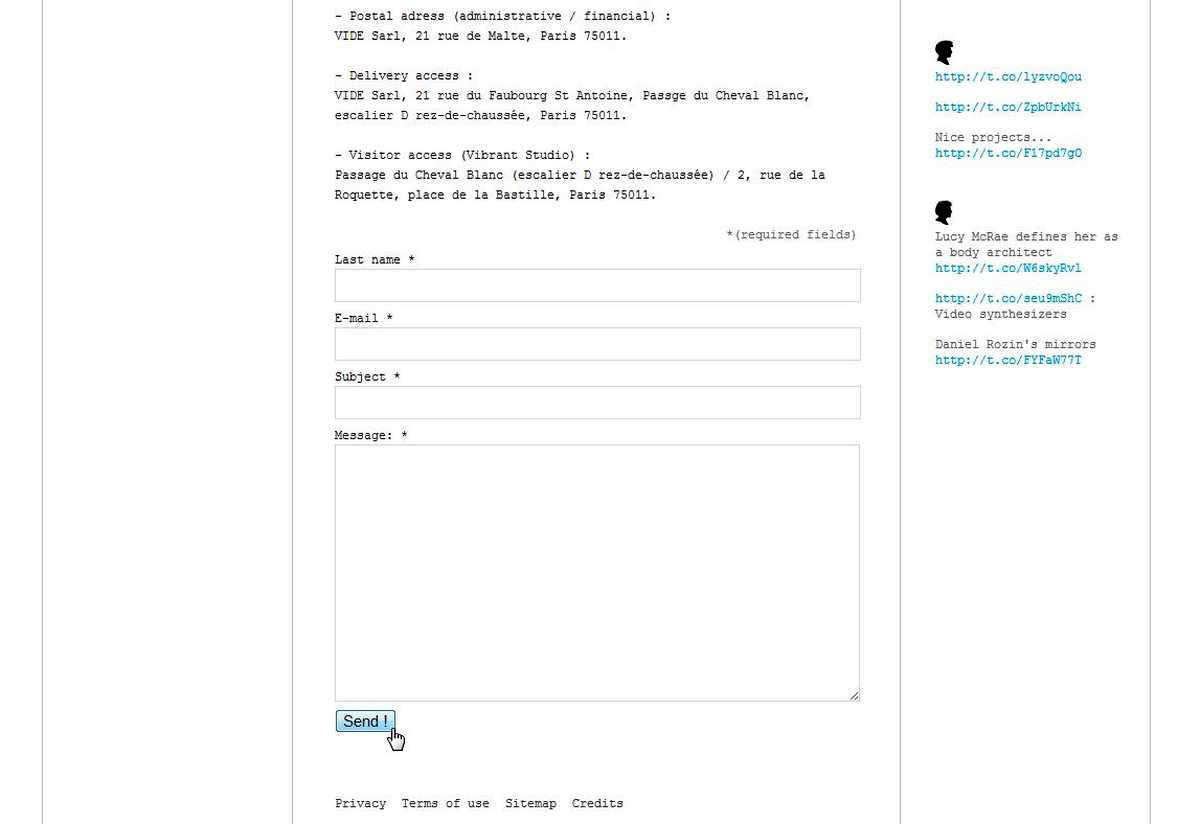 - Postal adress (administrative / financial) :
VIDE Sarl, 21 rue de Malte, Paris 75011.
- Delivery access :
VIDE Sarl, 21 rue du Faubourg St Antoine, Passge du Cheval Blanc,
escalier D rez-de-chaussée, Paris 75011.
- Visitor access (Vibrant Studio) :
Passage du Cheval Blanc (escalier D rez-de-chaussée) / 2, rue de la
Roquette, place de la Bastille, Paris 75011.
*(required fields)
Last name *
E-mail *
Subject *
Message: *
Send !
Privacy Terms of use Sitemap Credits
http://t.co/lyzvoQou
http://t.co/ZpbUrkNi
Nice projects...
http://t.co/F17pd7gO
Lucy McRae defines her as
a body architect
http://t.co/W6skyRvl
http://t.co/seu9mShC :
Video synthesizers
Daniel Rozin's mirrors
http://t.co/FYFaW77T